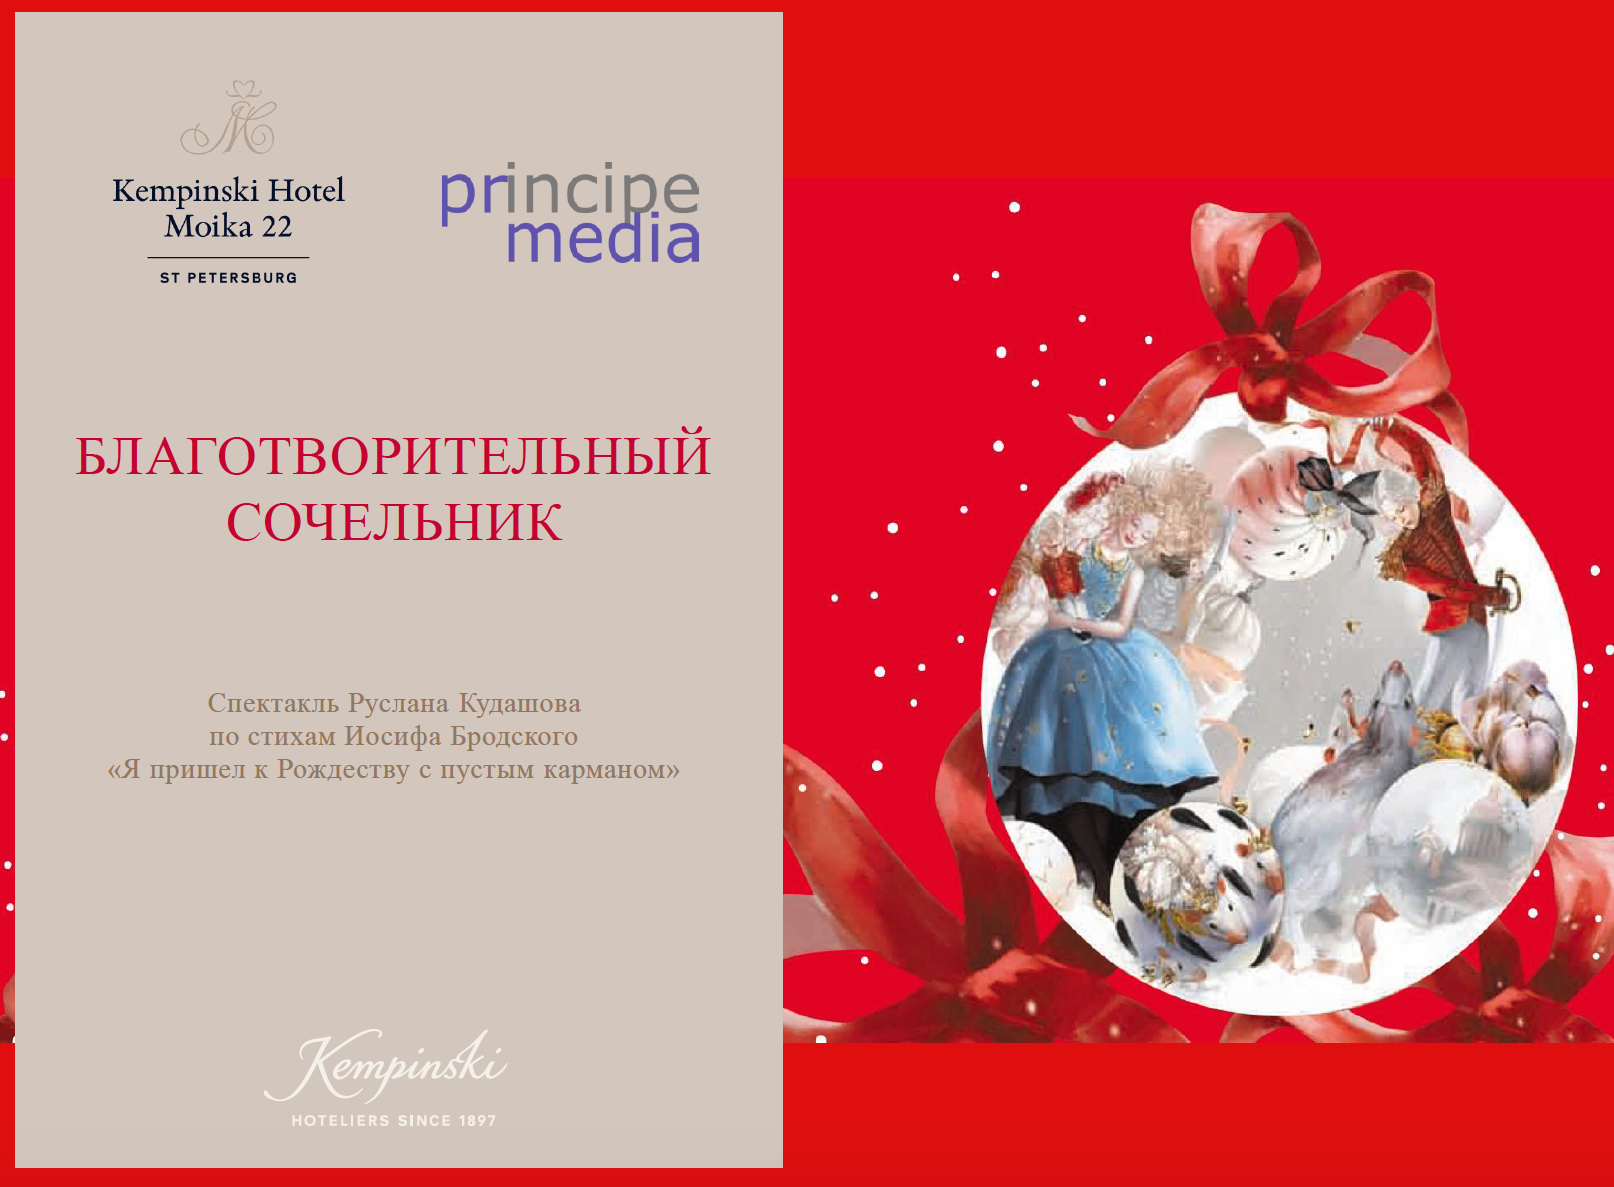 Kempinski Hotel
Moika 22
ST PETERSBURG
principe
media
БЛАГОТВОРИТЕЛЬНЫЙ
СОЧЕЛЬНИК
Спектакль Руслана Кудашова
по стихам Иосифа Бродского
«Я пришел к Рождеству с пустым карманом»
Kempinski
HOTELIERS SINCE 1897